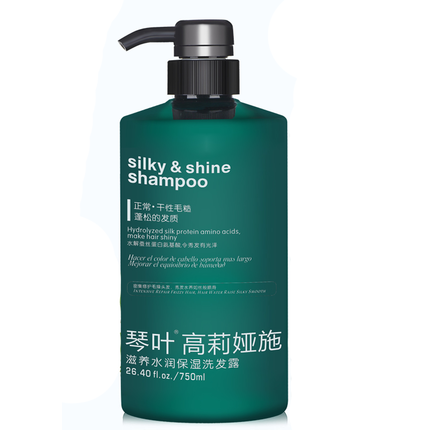 silky & shine
shampoo
正常·干性毛糙
蓬松的发质
Hydrolyzed silk protein amino acids,
make hair shiny
水解蚕丝蛋白氨基酸,令秀发有光泽
Hacer el color de cabello soporta mas largo
Mejorar el equilibrio de humedad
琴叶®高莉娅施
滋养水润保湿洗发露
26.40 fl.oz./750ml